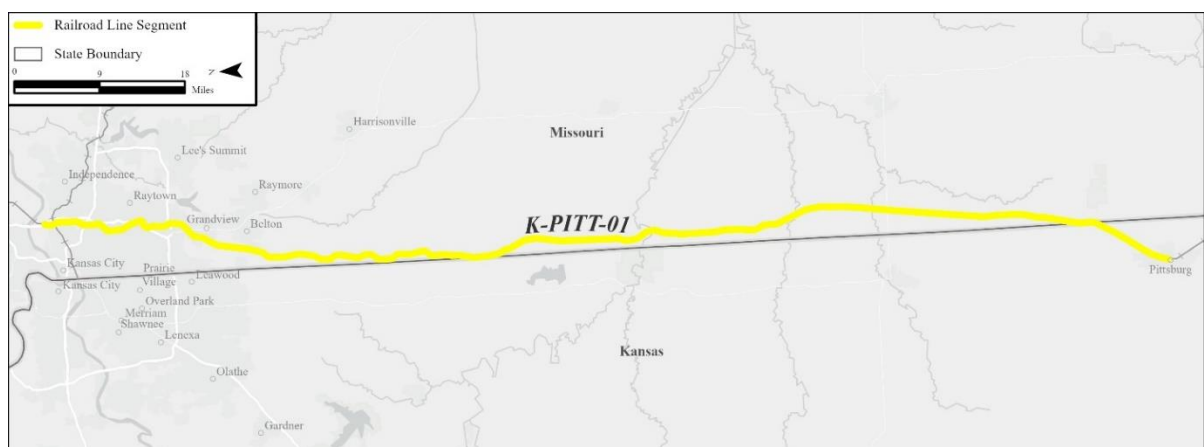 Railroad Line Segment
State Boundary
0 9 18
Miles
N
Harrisonville
Missouri
Lee's Summit
Independence
Raymore
Raytown
Grandview
Belton
K-PITT-01
Kansas City
Prairie
Village
Leawood
Pittsburg
Kansas City
Overland Park
Merriam
Shawnee
Lenexa
Kansas
Olathe
Gardner